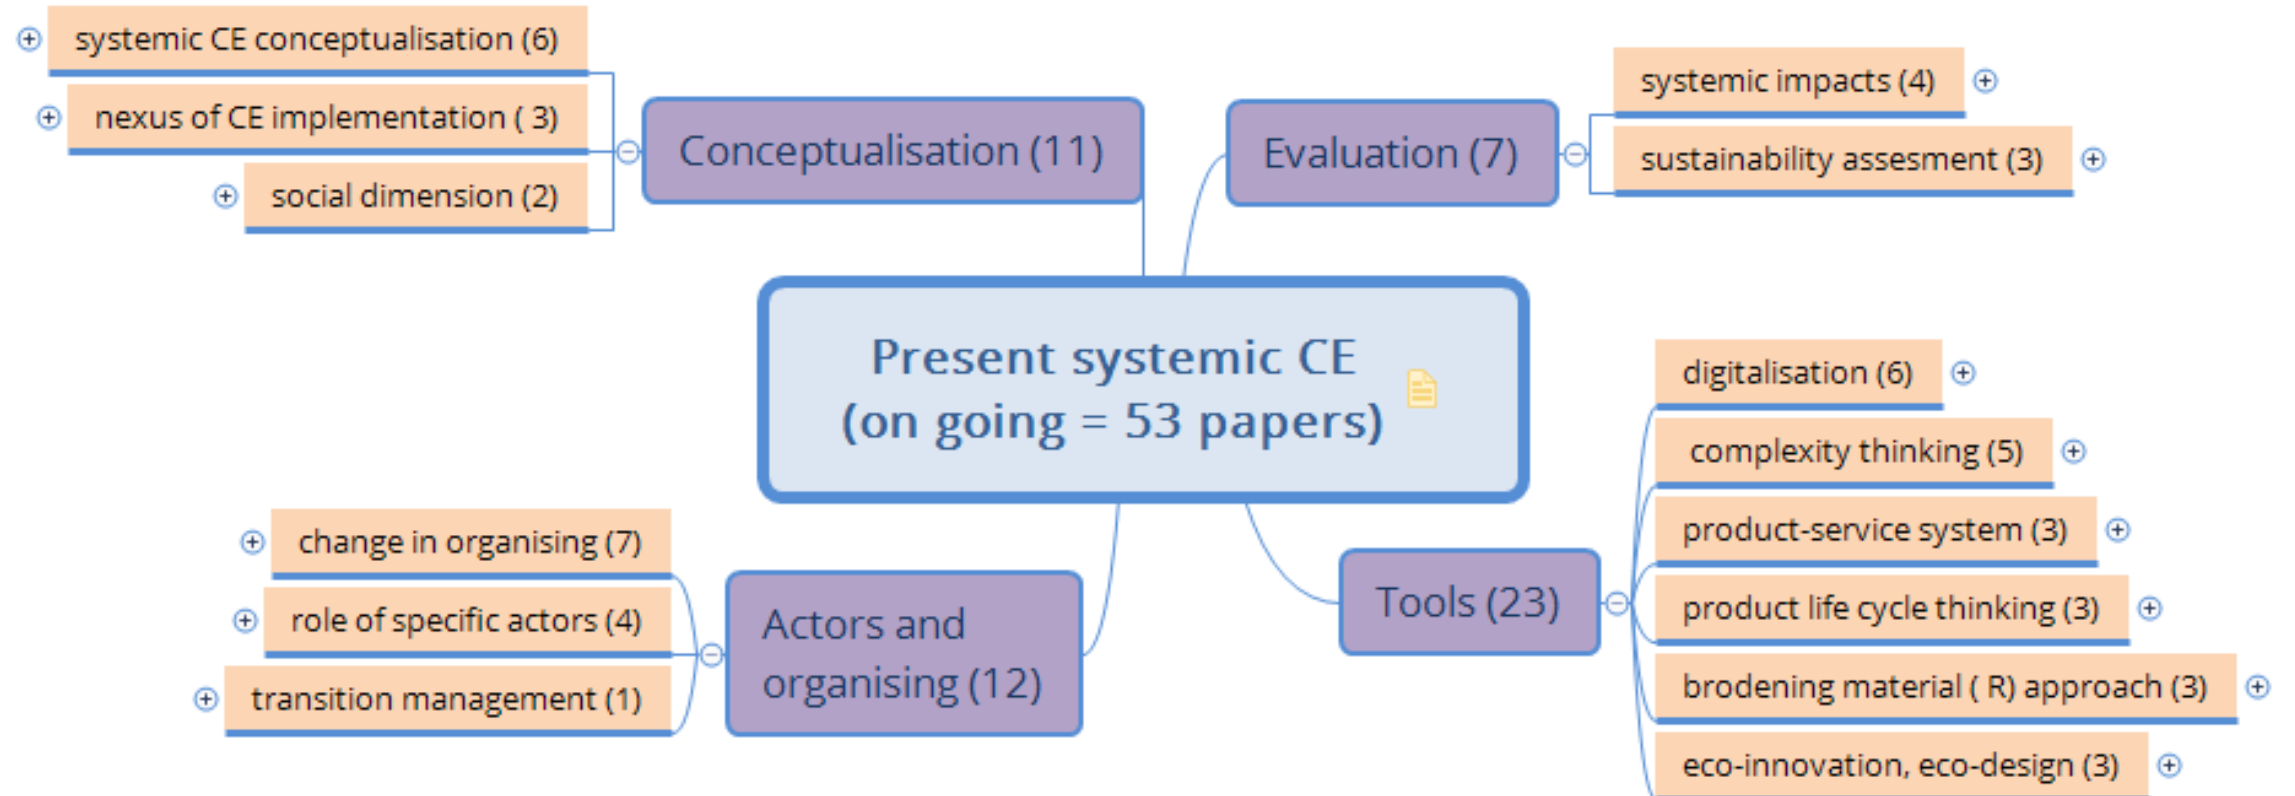 systemic CE conceptualisation (6)
nexus of CE implementation ( 3)
social dimension (2)
Conceptualisation (11)
Evaluation (7)
systemic impacts (4)
sustainability assesment (3)
Present systemic CE
(on going = 53 papers)
change in organising (7)
role of specific actors (4)
transition management (1)
Actors and
organising (12)
Tools (23)
digitalisation (6)
complexity thinking (5)
product-service system (3)
product life cycle thinking (3)
brodening material ( R) approach (3)
eco-innovation, eco-design (3)